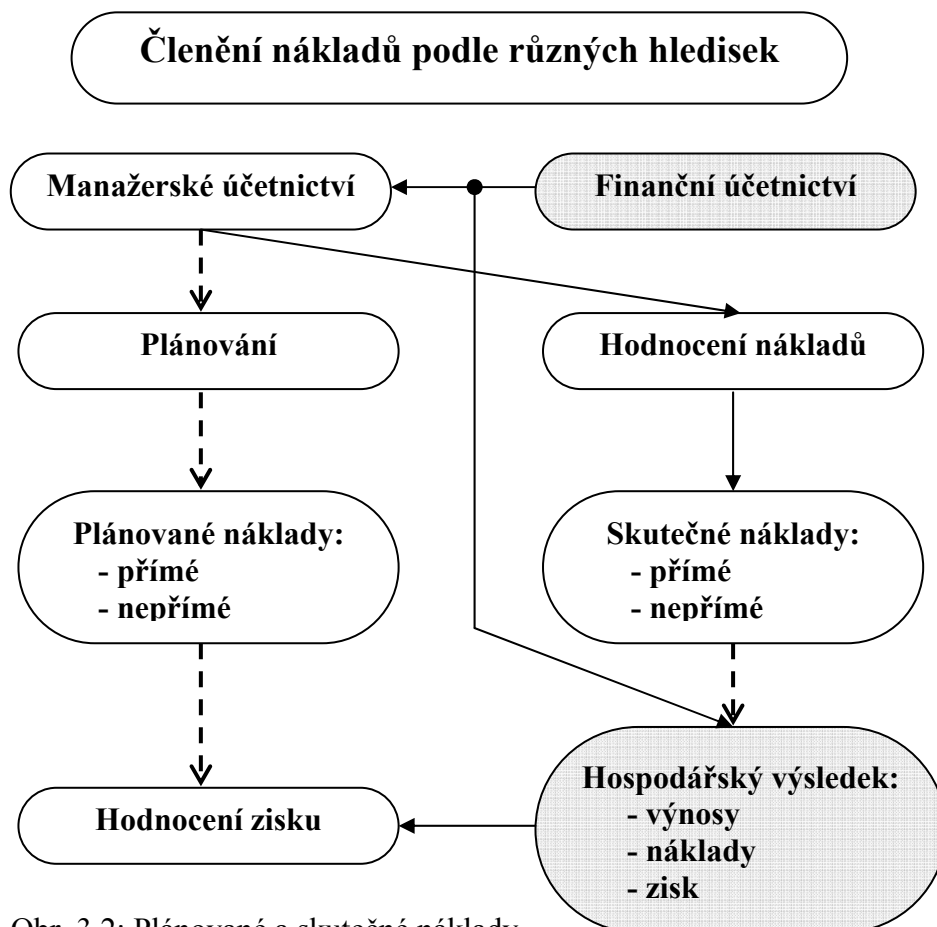 Členění nákladů podle různých hledisek
Manažerské účetnictví
Finanční účetnictví
Plánování
Hodnocení nákladů
Plánované náklady:
- přímé
- nepřímé
Skutečné náklady:
- přímé
- nepřímé
Hospodářský výsledek:
- výnosy
- náklady
- zisk
Hodnocení zisku
Obr. 3.2: Plánované a skutečné náklady